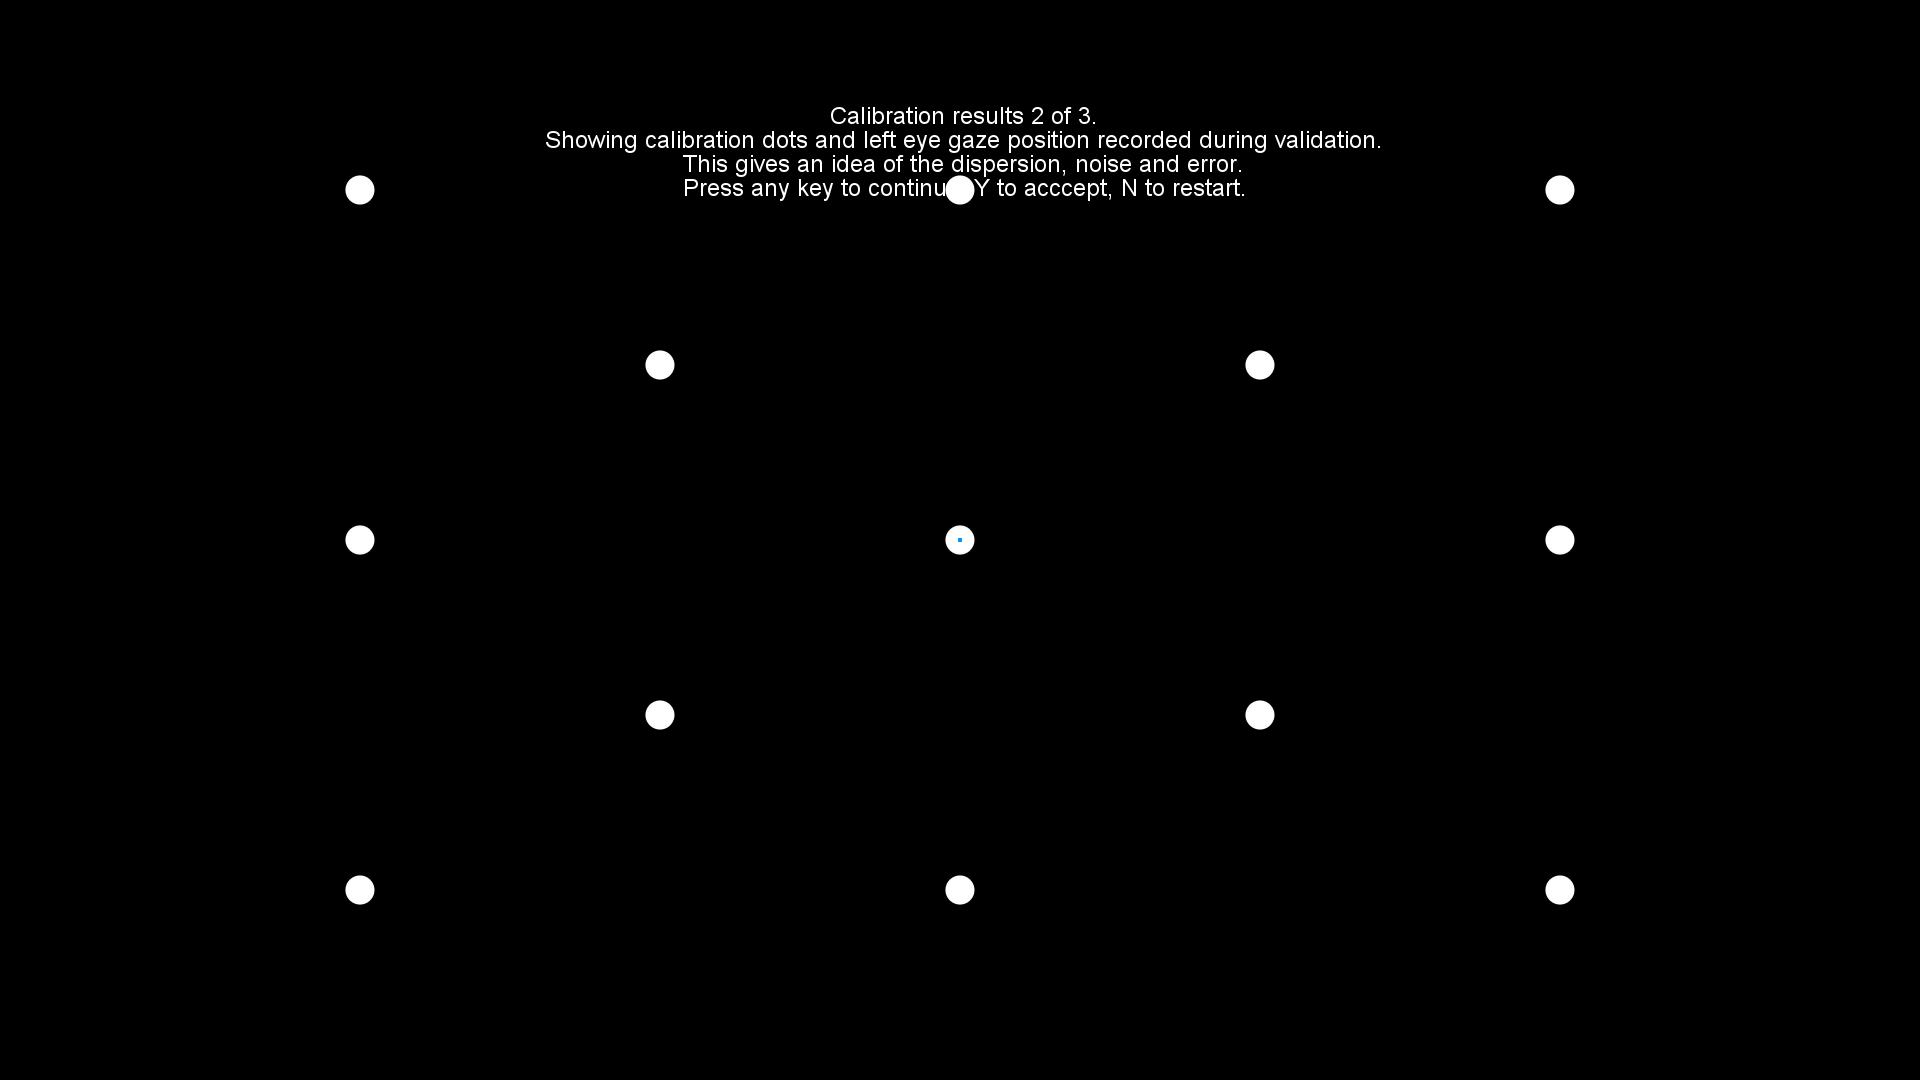 Calibration results 2 of 3.
Showing calibration dots and left eye gaze position recorded during validation.
This gives an idea of the dispersion, noise and error.
Press any key to continu Y to acccept, N to restart.